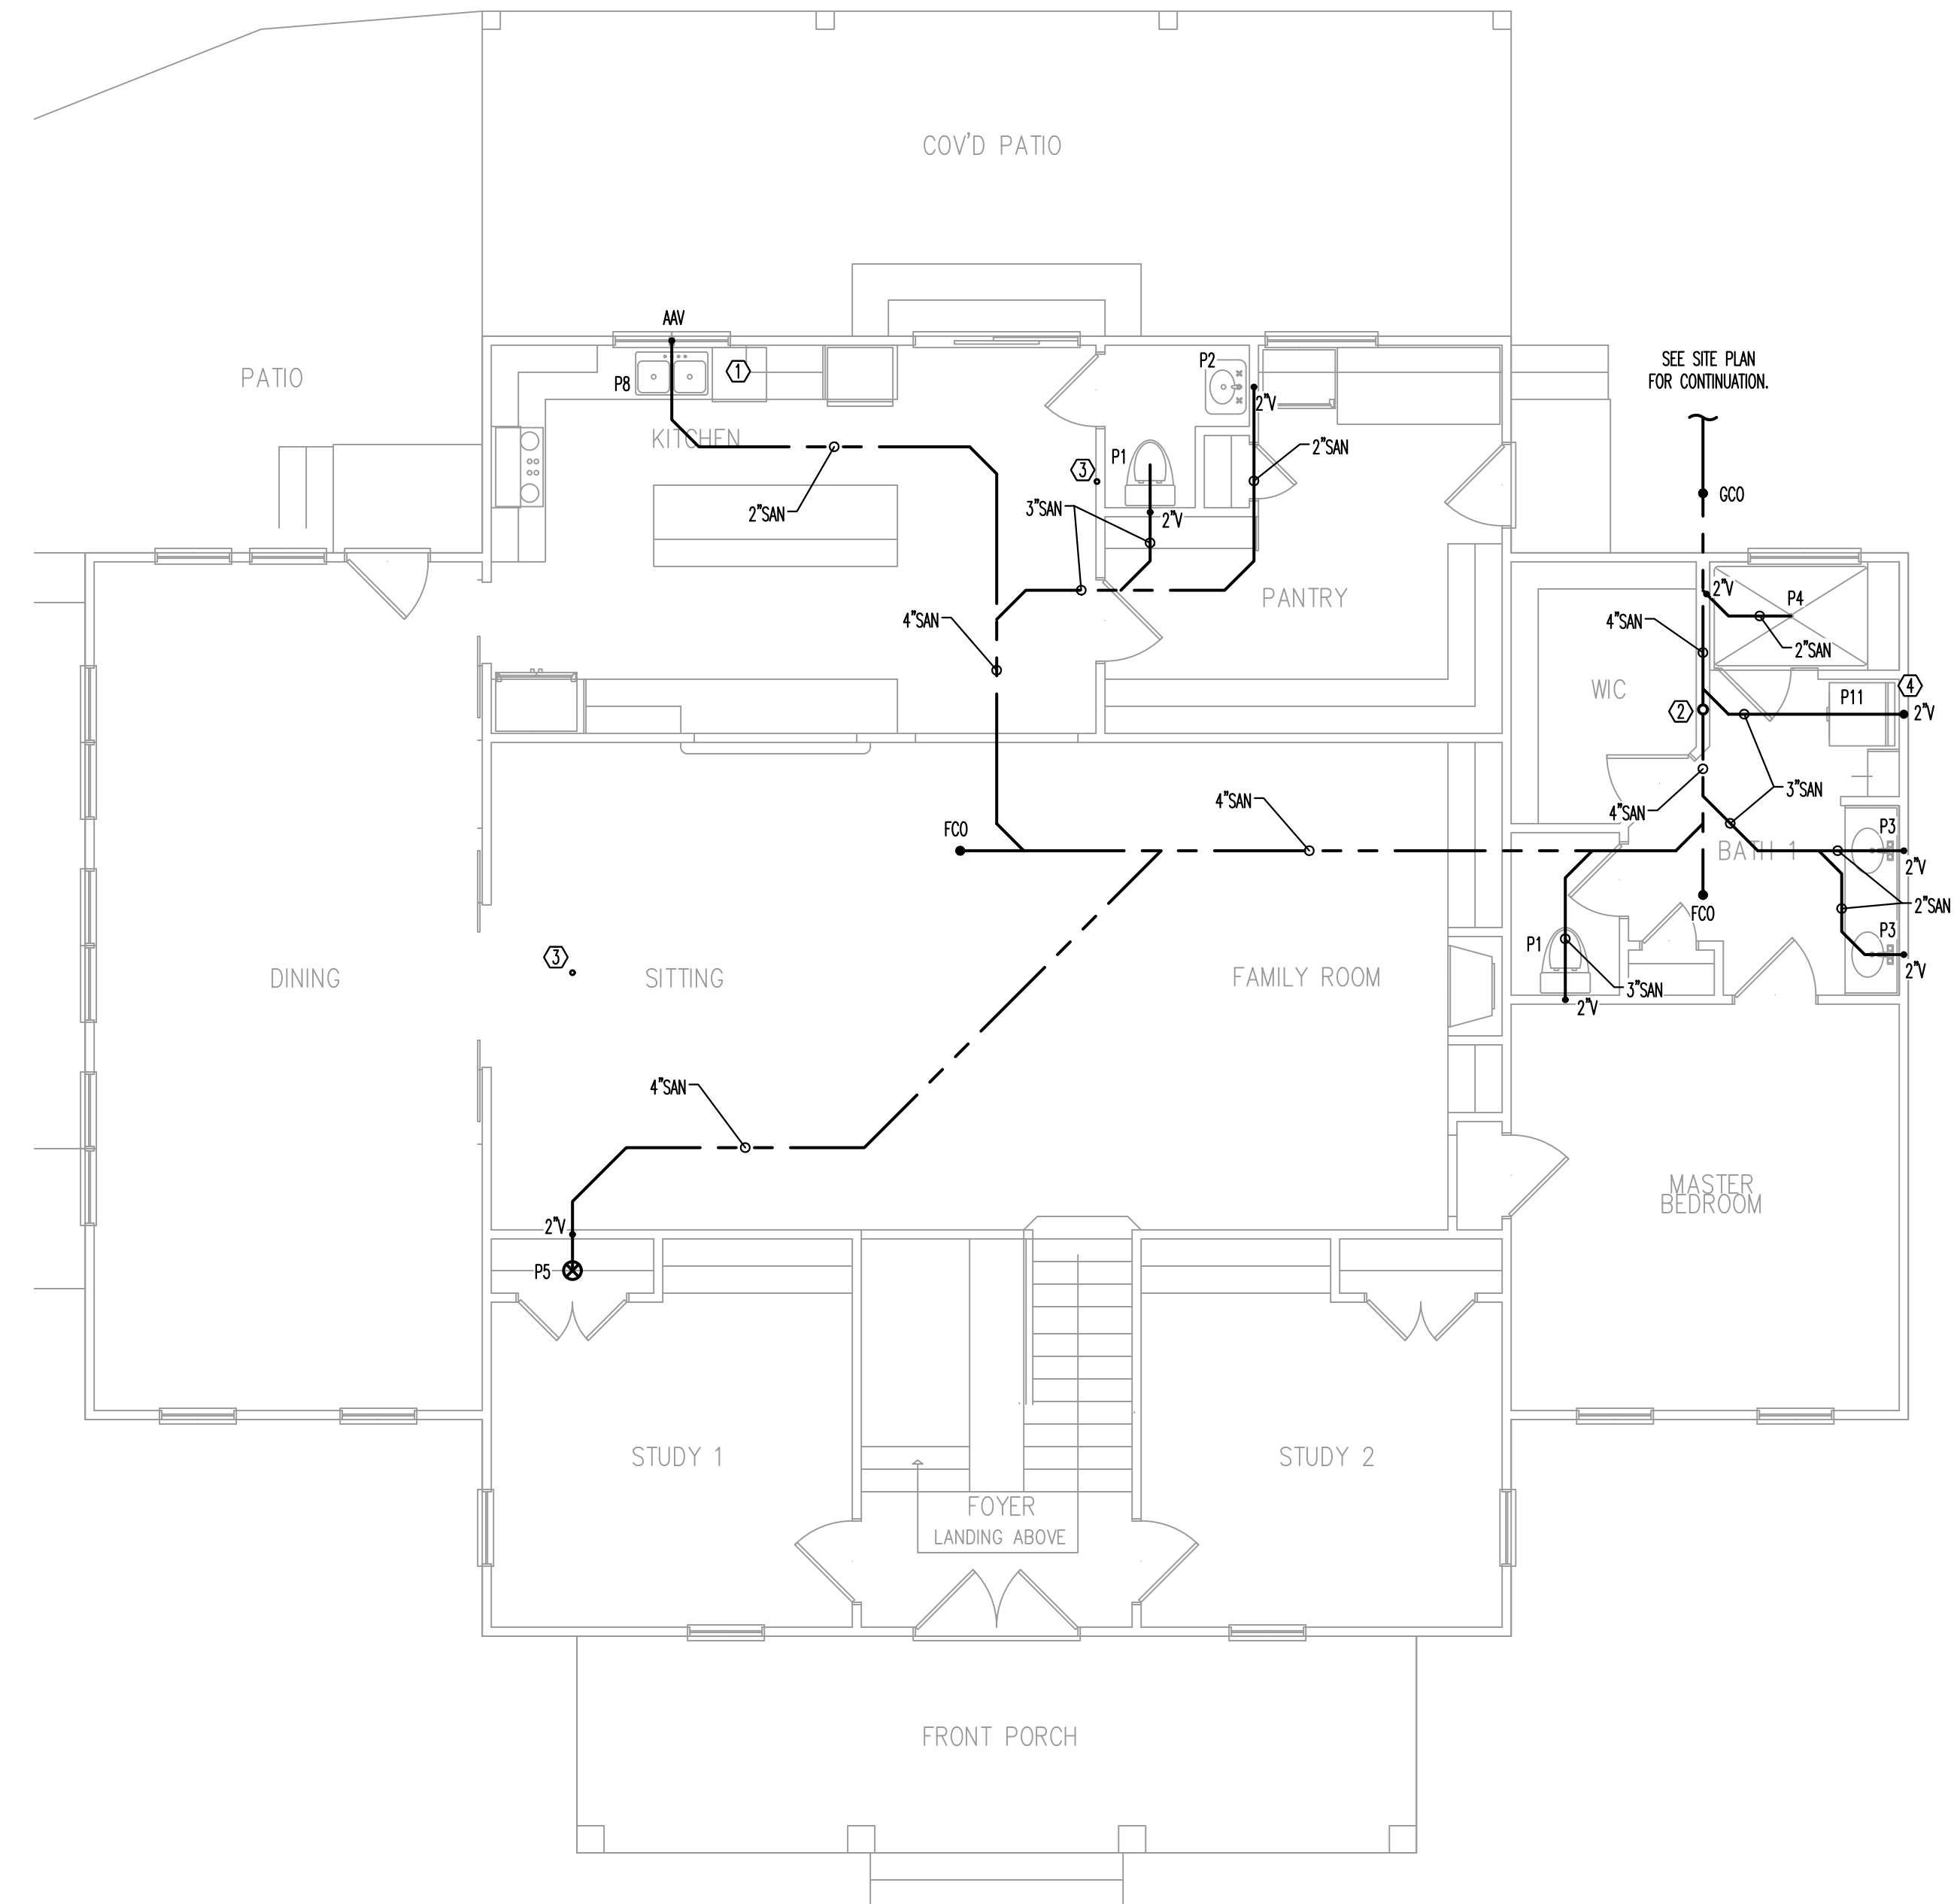 COV'D PATIO
AAV
SEE SITE PLAN
FOR CONTINUATION.
P2
PATIO
P8
1
2"V
KITCHEN
P1
2"SAN
3
GCO
2"SAN
3"SAN
2"V
2"V
P4
PANTRY
4"SAN
4"SAN
2"SAN
WIC
4
P11
2
2"V
3"SAN
4"SAN
4"SAN
FCO
P3
BATH 1
2"V
2"SAN
FCO
P3
P1
3
DINING
SITTING
FAMILY ROOM
2"V
3"SAN
2"V
4"SAN
MASTER
BEDROOM
2"V
P5
STUDY 1
STUDY 2
FOYER
LANDING ABOVE
FRONT PORCH